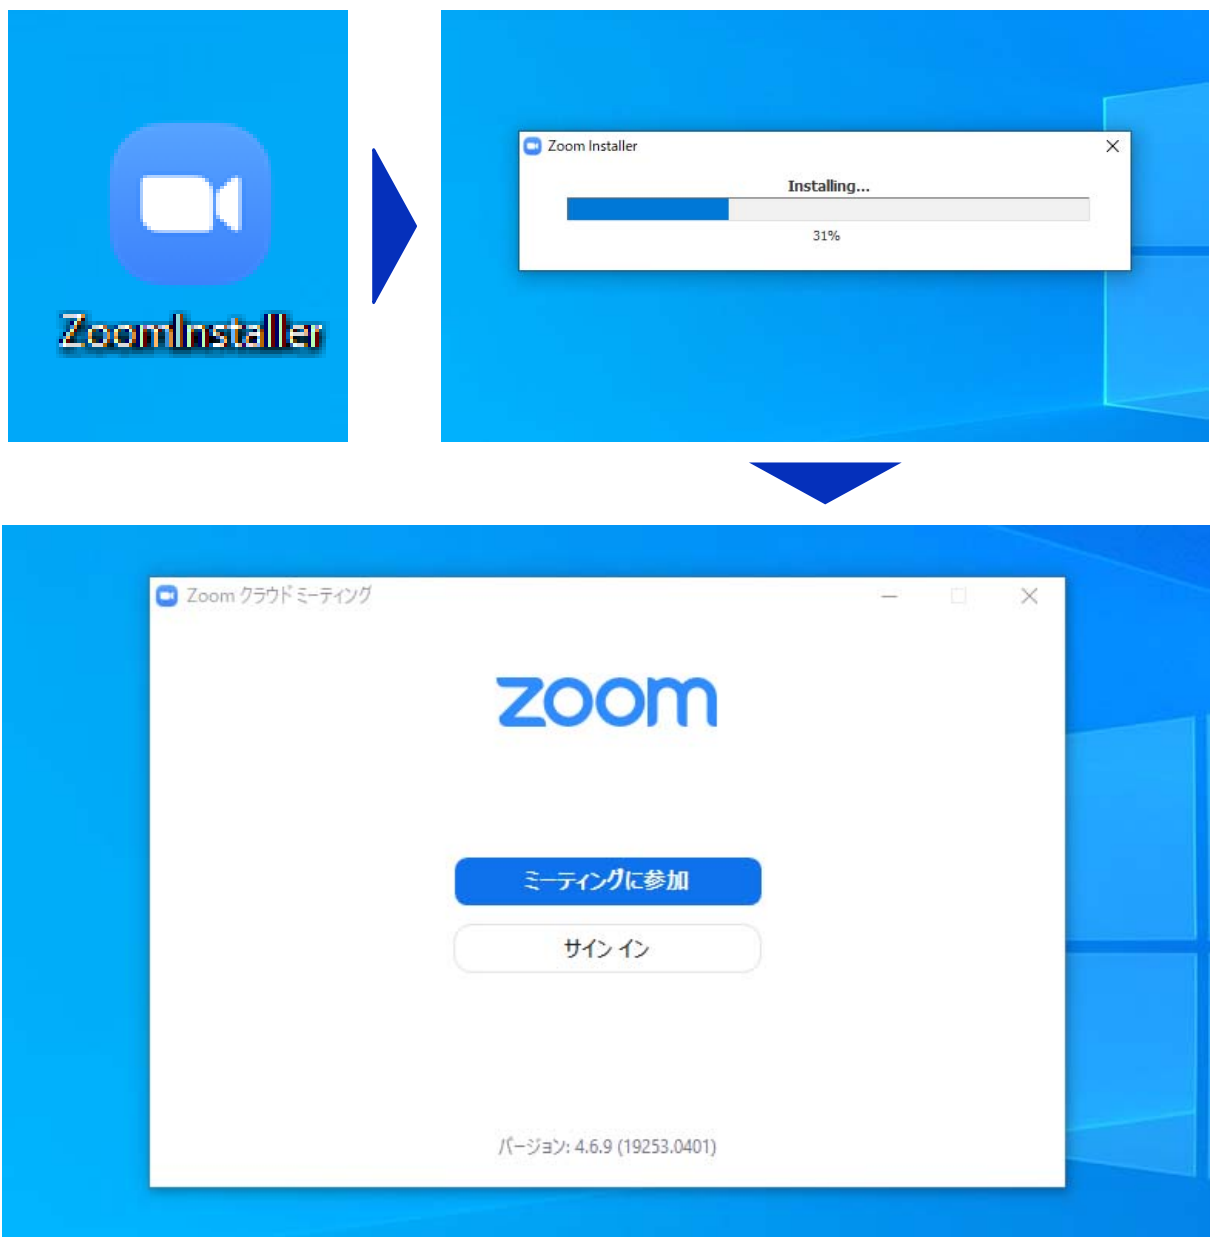 ZoomInstaller
Zoom Installer
Installing...
31%
Zoom クラウド ミーティング
zoom
ミーティングに参加
サイン イン
バージョン: 4.6.9 (19253.0401)